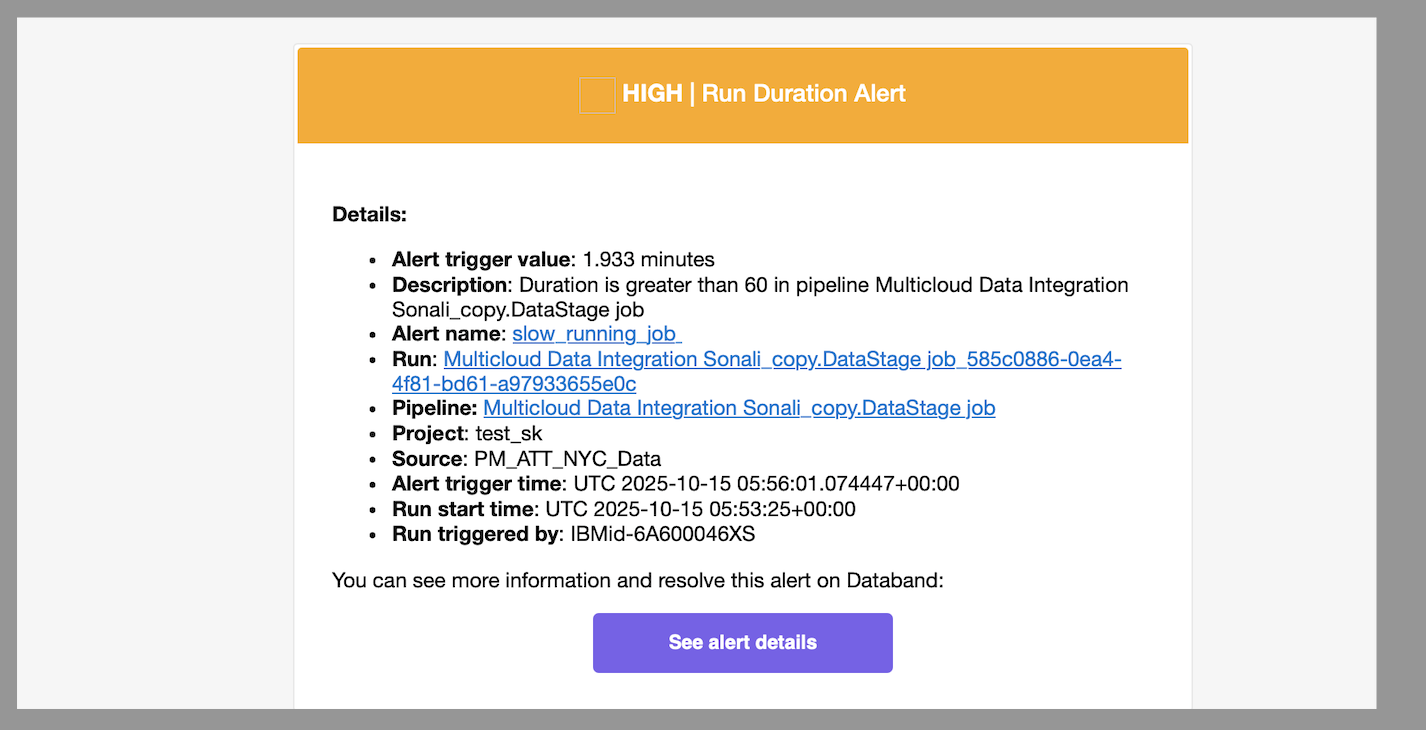 HIGH | Run Duration Alert
Details:
• Alert trigger value: 1.933 minutes
• Description: Duration is greater than 60 in pipeline Multicloud Data Integration
Sonali_copy.DataStage job
• Alert name: slow_running_job_
• Run: Multicloud Data Integration Sonali_copy.DataStage job_585c0886-0ea4-
4f81-bd61-a97933655e0c
• Pipeline: Multicloud Data Integration Sonali_copy.DataStage job
• Project: test_sk
• Source: PM_ATT_NYC_Data
• Alert trigger time: UTC 2025-10-15 05:56:01.074447+00:00
• Run start time: UTC 2025-10-15 05:53:25+00:00
• Run triggered by: IBMid-6A600046XS
You can see more information and resolve this alert on Databand:
See alert details